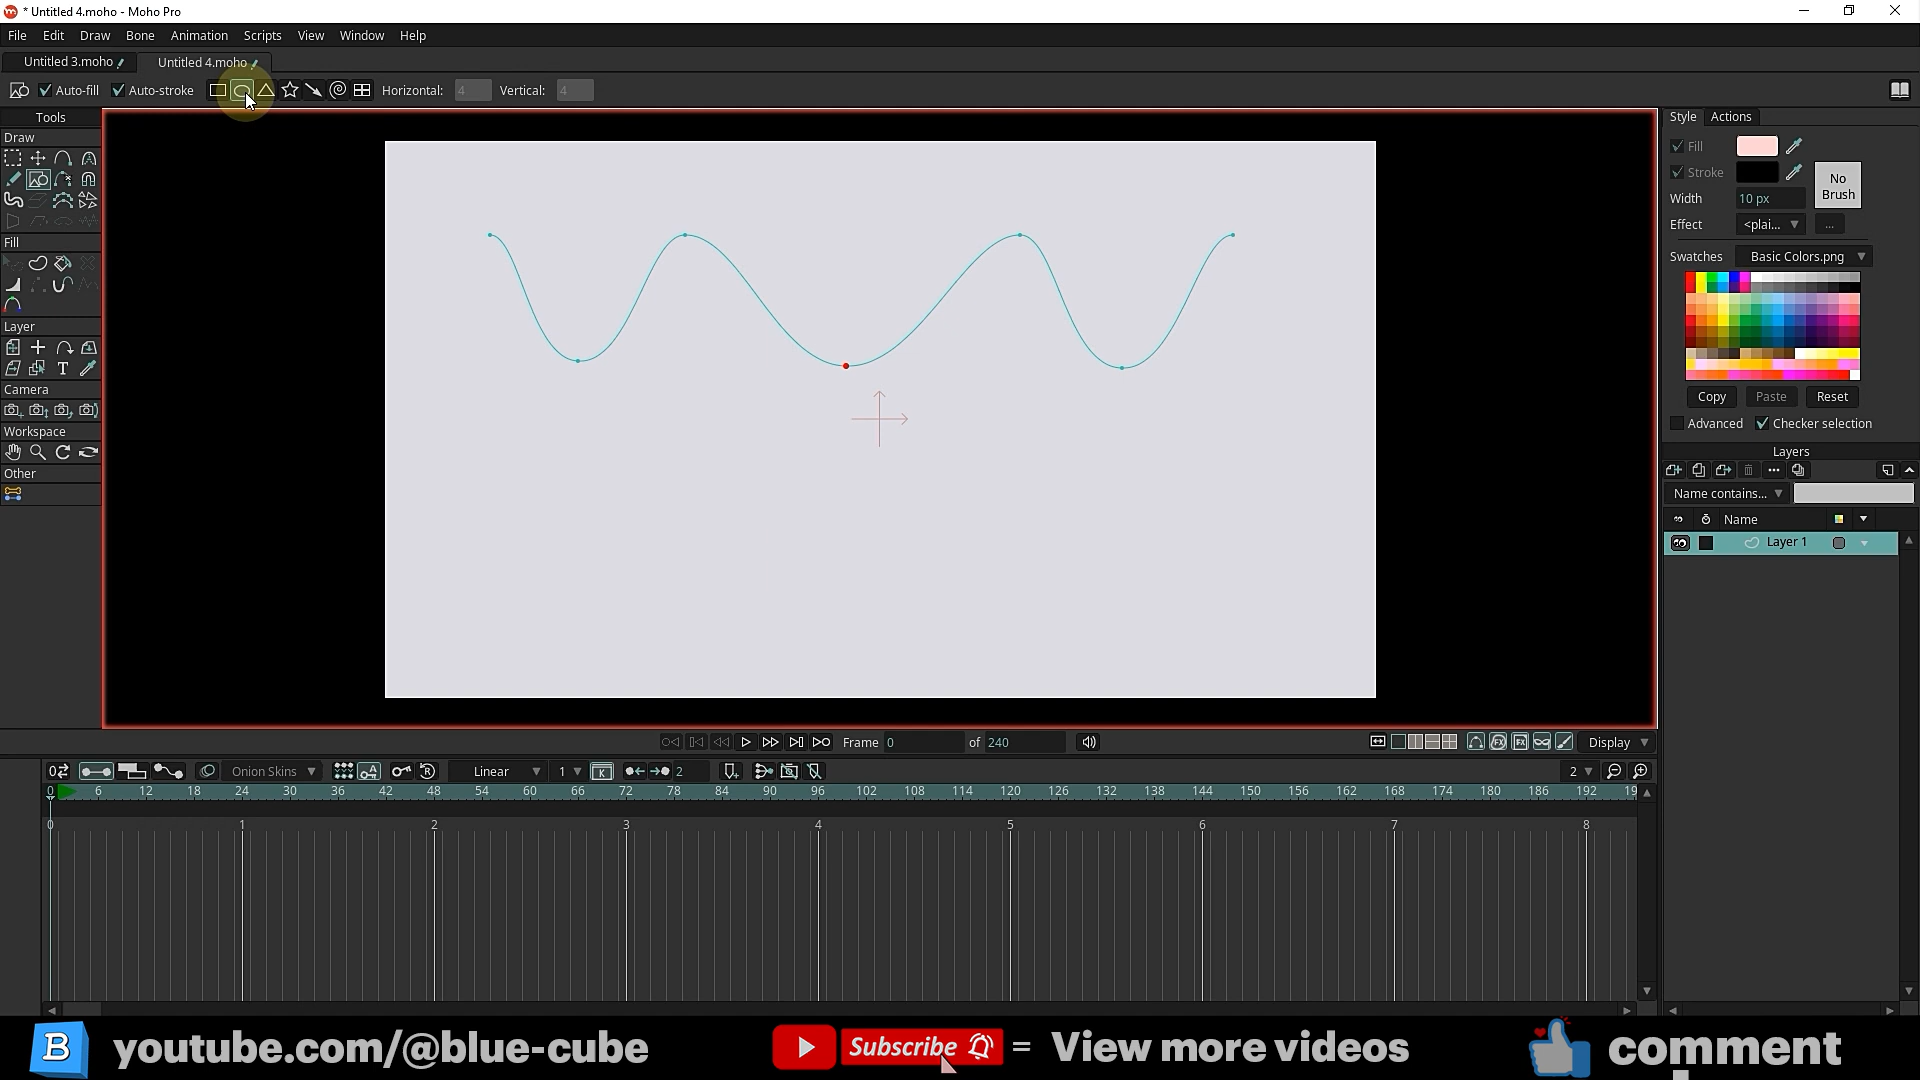 * Untitled 4.moho - Moho Pro
File Edit Draw Bone Animation Scripts View Window Help
Untitled 3.moho Untitled 4.moho
Auto-fill Auto-stroke Horizontal: 4 Vertical: 4
Tools
Draw
Fill
Layer
Camera
Workspace
Other
Style Actions
Fill
Stroke
No Brush
Width 10 px
Effect <plai... ...
Swatches Basic Colors.png
Copy Paste Reset
Advanced Checker selection
Layers
Name contains...
Name
Layer 1
Frame 0 of 240 Display
Onion Skins Linear 1 2 2
0 6 12 18 24 30 36 42 48 54 60 66 72 78 84 90 96 102 108 114 120 126 132 138 144 150 156 162 168 174 180 186 192 19
0 1 2 3 4 5 6 7 8
B youtube.com/@blue-cube Subscribe = View more videos comment